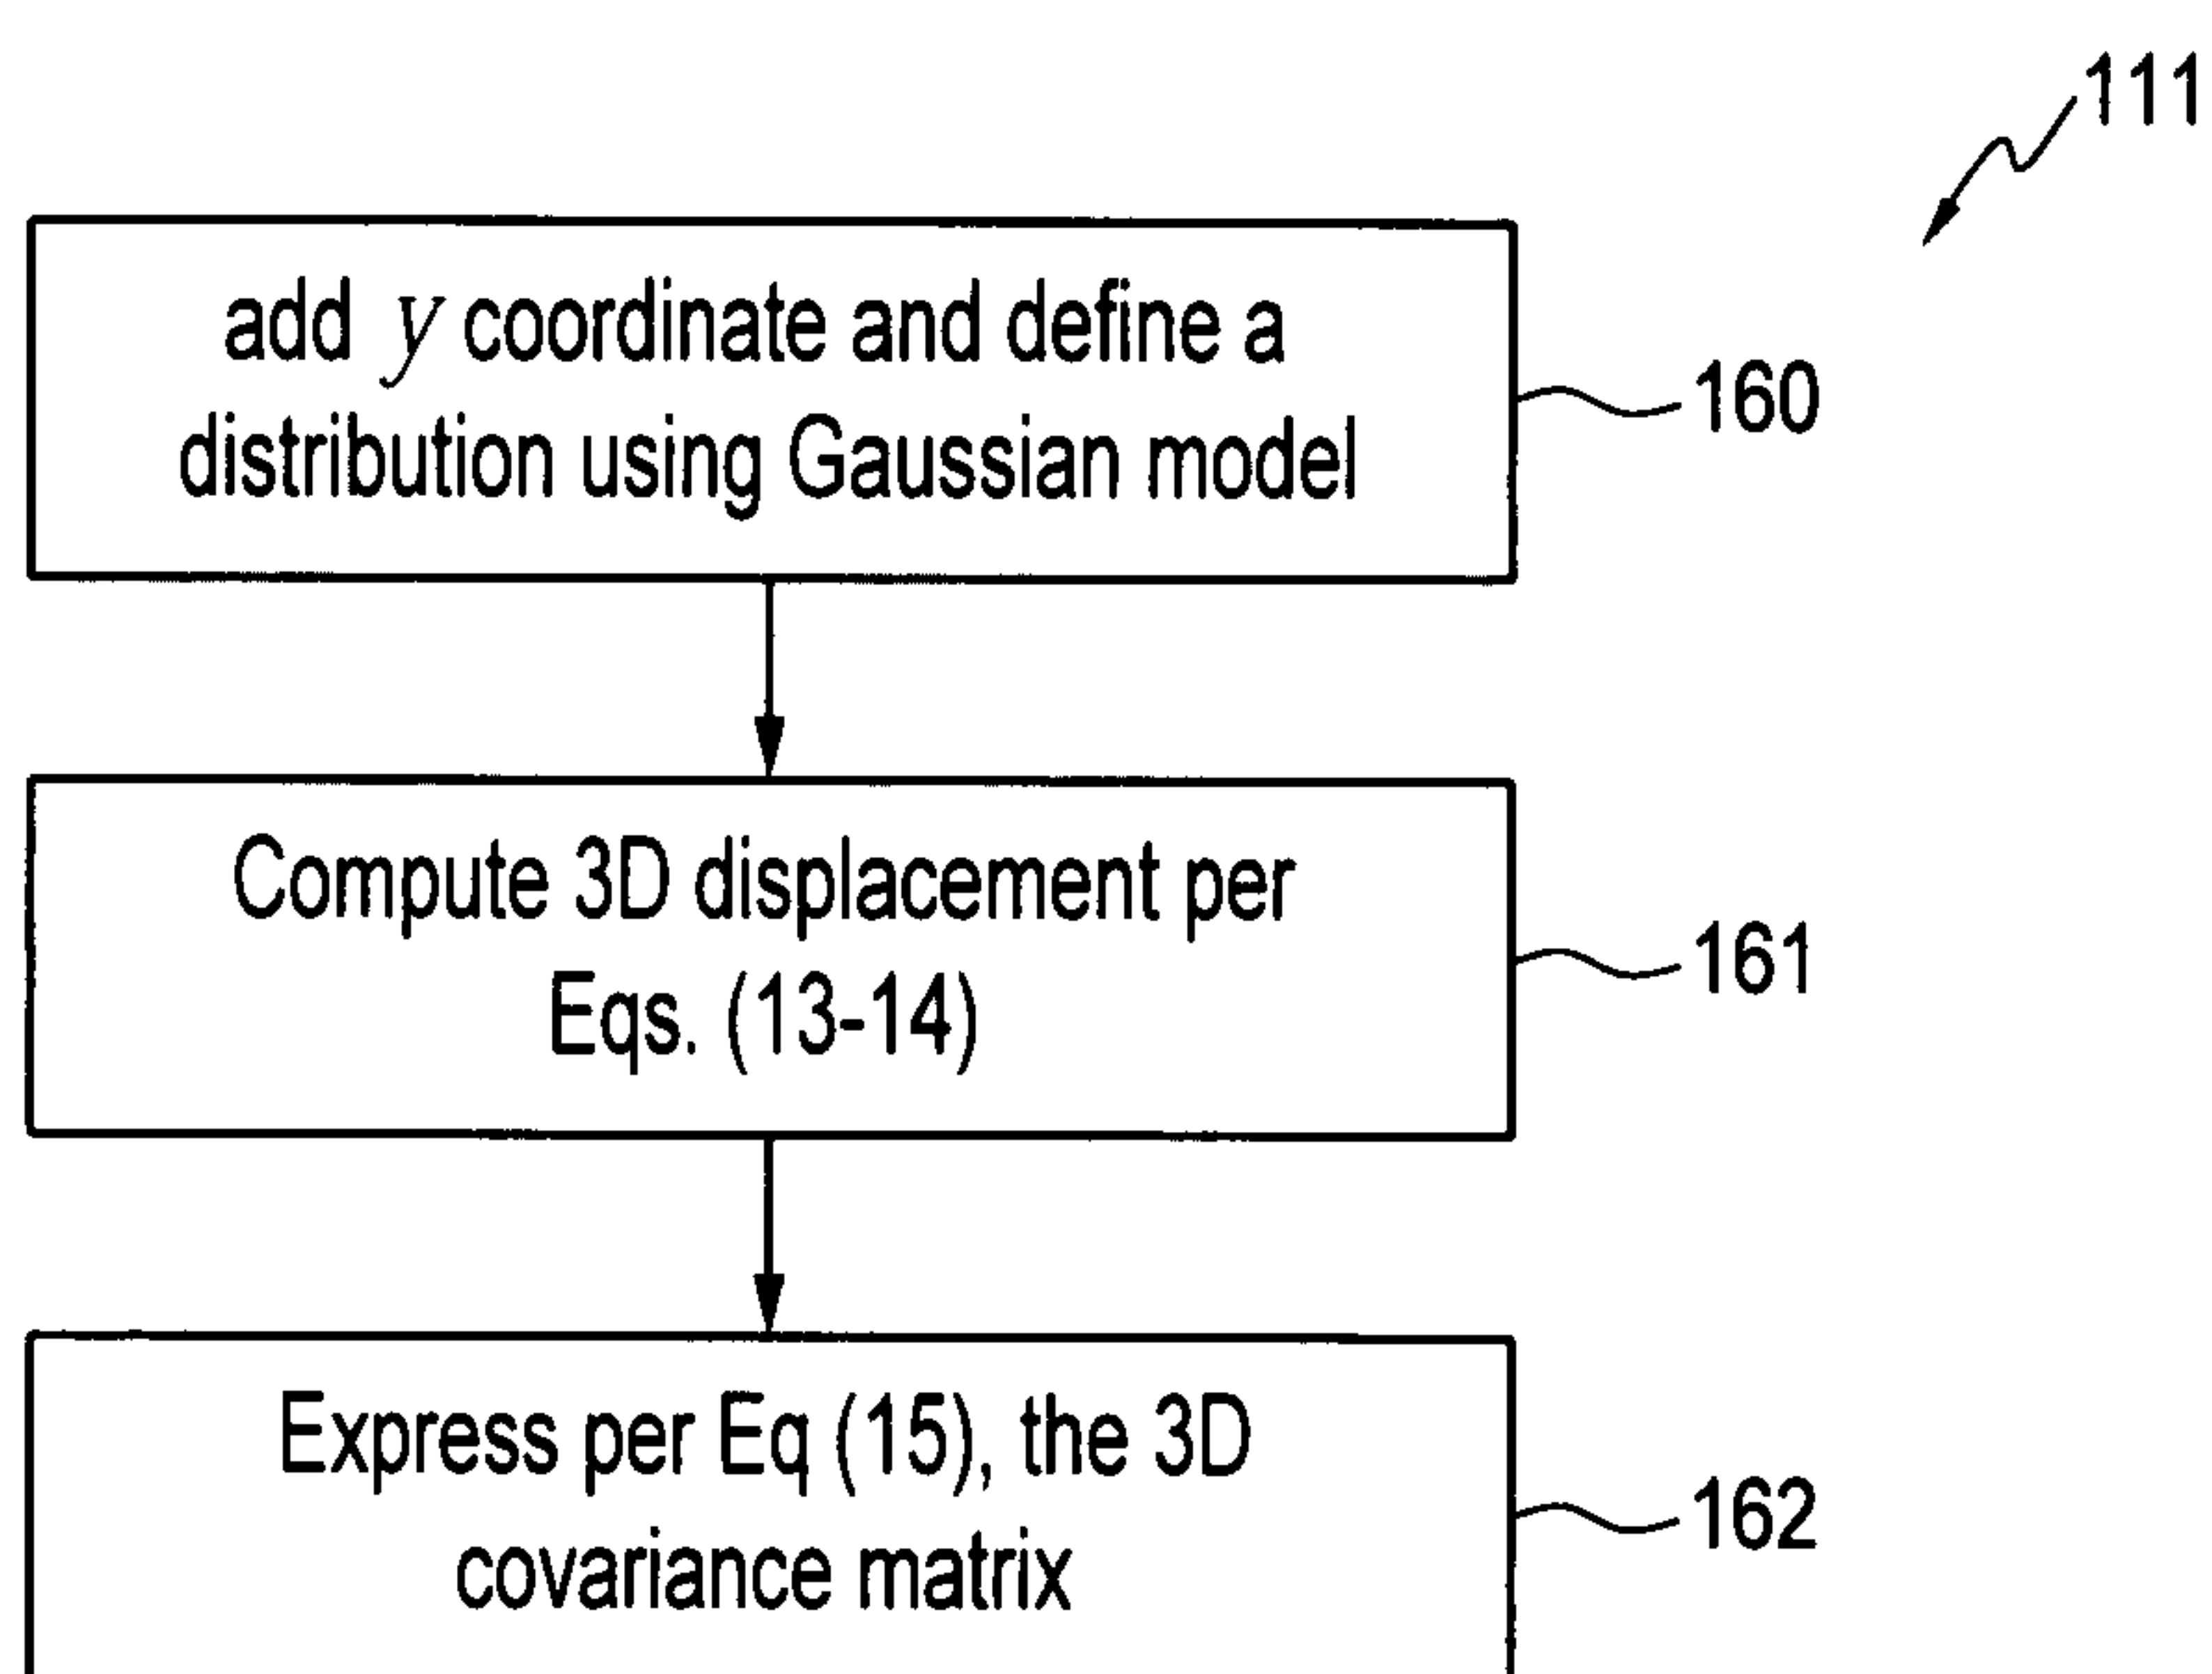 111
add y coordinate and define a
distribution using Gaussian model
160
Compute 3D displacement per
Eqs. (13-14)
161
Express per Eq (15), the 3D
covariance matrix
162